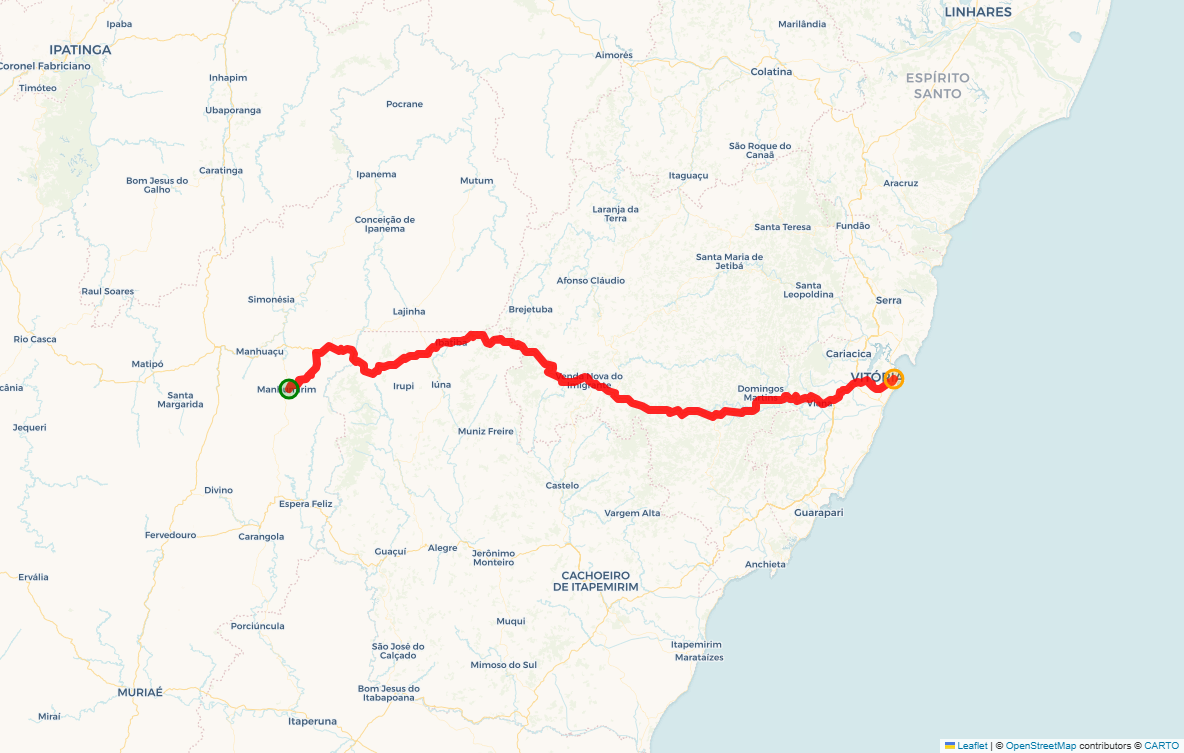 LINHARES
Ipaba
Marilândia
IPATINGA
Aimorés
Coronel Fabriciano
Colatina
Inhapim
ESPÍRITO
SANTO
Timóteo
Pocrane
Ubaporanga
São Roque do
Canaã
Caratinga
Ipanema
Itaguaçu
Bom Jesus do
Galho
Mutum
Aracruz
Laranja da
Terra
Conceição de
Ipanema
Santa Teresa
Fundão
Santa Maria de
Jetibá
Afonso Cláudio
Raul Soares
Santa
Leopoldina
Simonésia
Serra
Lajinha
Brejetuba
Rio Casca
Ibatiba
Manhuaçu
Cariacica
Matipó
VITÓRIA
Venda Nova do
Imigrante
Irupi
Iúna
Manhumirim
Domingos
Martins
Santa
Margarida
Viana
Jequeri
Muniz Freire
Castelo
Divino
Espera Feliz
Vargem Alta
Guarapari
Fervedouro
Carangola
Guaçuí
Alegre
Jerônimo
Monteiro
Anchieta
Ervália
CACHOEIRO
DE ITAPEMIRIM
Muqui
Porciúncula
São José do
Calçado
Itapemirim
Marataízes
Mimoso do Sul
MURIAÉ
Bom Jesus do
Itabapoana
Miraí
Itaperuna
Leaflet | © OpenStreetMap contributors © CARTO